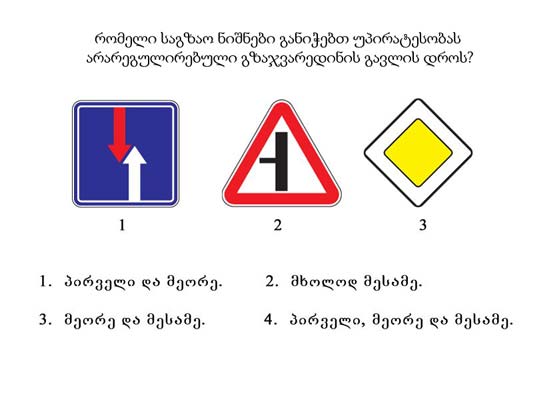 რომელი საგზაო ნიშნები განიჭებთ უპირატესობას
არარეგულირებული გზაჯვარედინის გავლის დროს?
1 2 3
1. პირველი და მეორე. 2. მხოლოდ მესამე.
3. მეორე და მესამე. 4. პირველი, მეორე და მესამე.